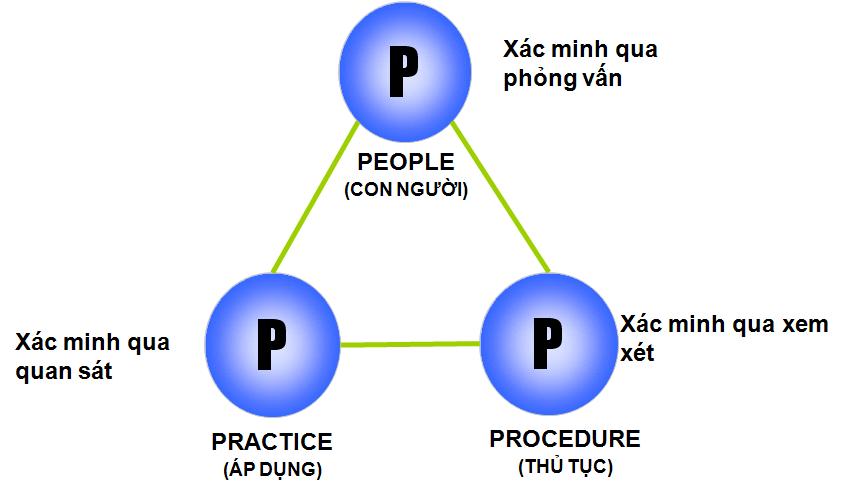 P
Xác minh qua
phỏng vấn
PEOPLE
(CON NGƯỜI)
Xác minh qua
quan sát
P
P
Xác minh qua xem
xét
PRACTICE
(ÁP DỤNG)
PROCEDURE
(THỦ TỤC)